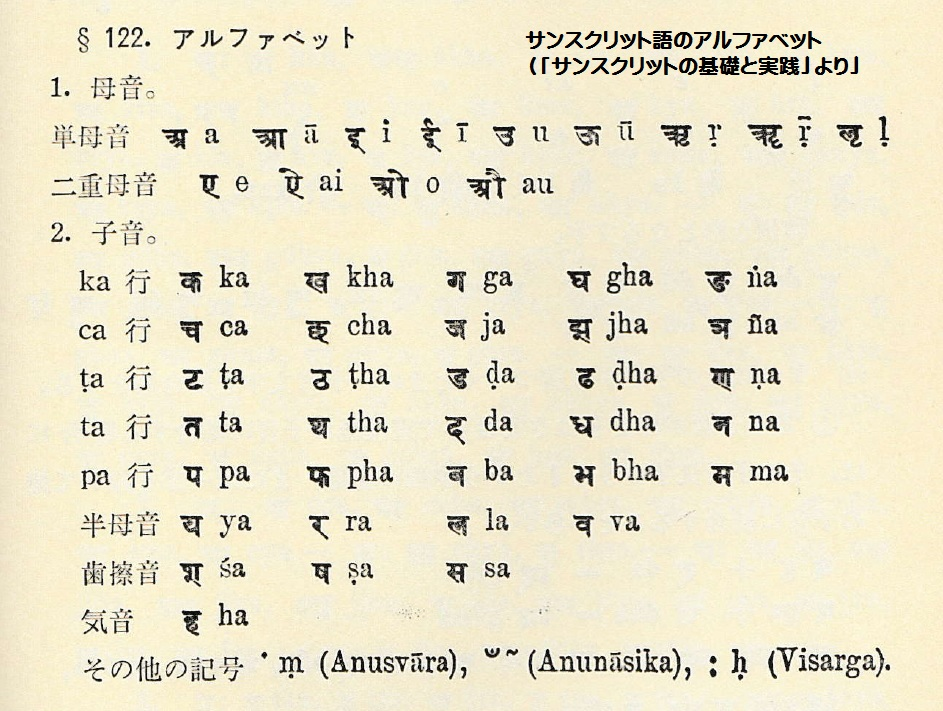 § 122. アルファベット
サンスクリット語のアルファベット
(「サンスクリットの基礎と実践」より」
1. 母音。
単母音 अ a आ ā इ i ई ī उ u ऊ ū ऋ ṛ ॠ ṝ ऌ ḷ
二重母音 ए e ऐ ai ओ o औ au
2. 子音。
ka 行 क ka ख kha ग ga घ gha ङ ṅa
ca 行 च ca छ cha ज ja झ jha ञ ña
ṭa 行 ट ṭa ठ ṭha ड ḍa ढ ḍha ण ṇa
ta 行 त ta थ tha द da ध dha न na
pa 行 प pa फ pha ब ba भ bha म ma
半母音 य ya र ra ल la व va
歯擦音 श śa ष ṣa स sa
気音 ह ha
その他の記号 ˙ ṃ (Anusvāra), ̐ ˜ (Anunāsika), : ḥ (Visarga).